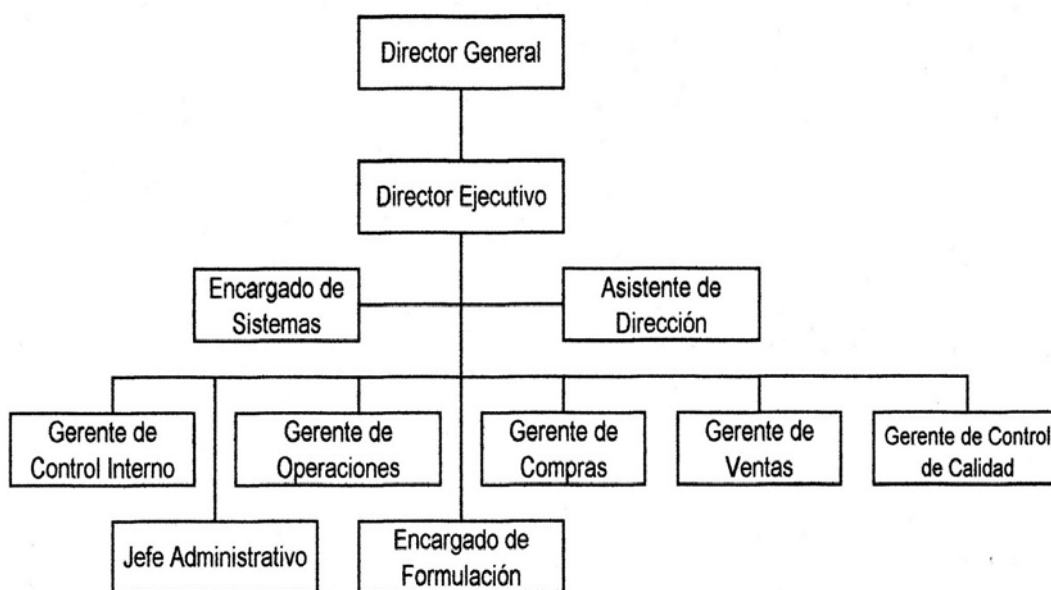 Director General
Director Ejecutivo
Encargado de
Sistemas
Asistente de
Dirección
Gerente de
Control Interno
Gerente de
Operaciones
Gerente de
Compras
Gerente de
Ventas
Gerente de Control
de Calidad
Jefe Administrativo
Encargado de
Formulación